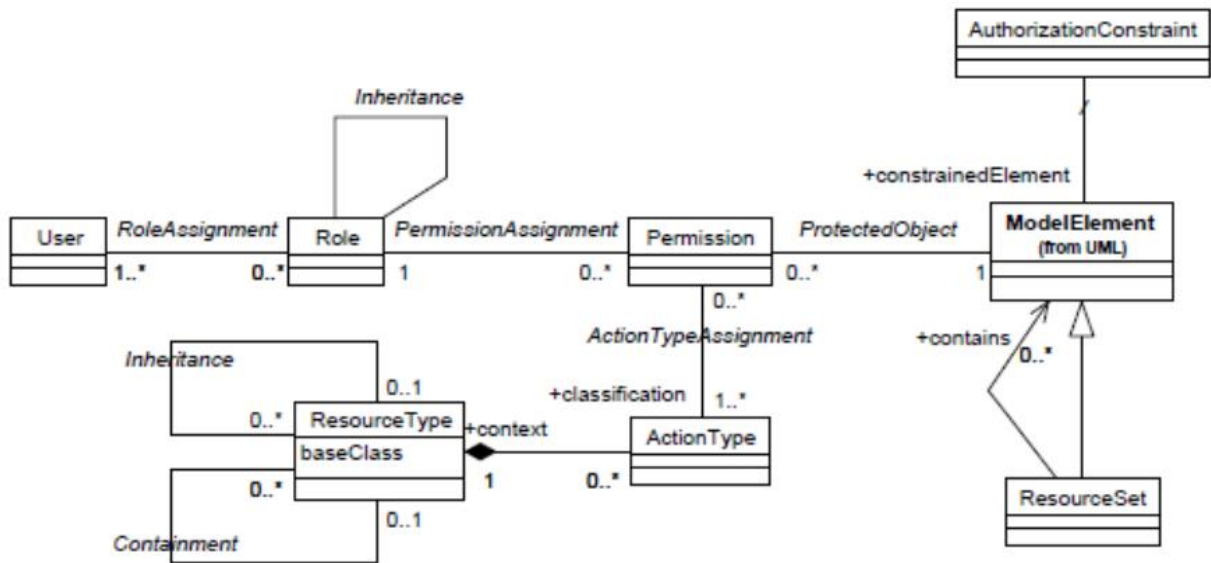 AuthorizationConstraint
Inheritance
+constrainedElement
User
RoleAssignment
1..*
0..*
Role
PermissionAssignment
1
0..*
Permission
ProtectedObject
0..*
1
ModelElement
(from UML)
0..*
ActionTypeAssignment
+contains
0..*
Inheritance
0..1
0..*
+classification
1..*
ResourceType
baseClass
+context
1
0..*
ActionType
0..*
0..1
Containment
ResourceSet